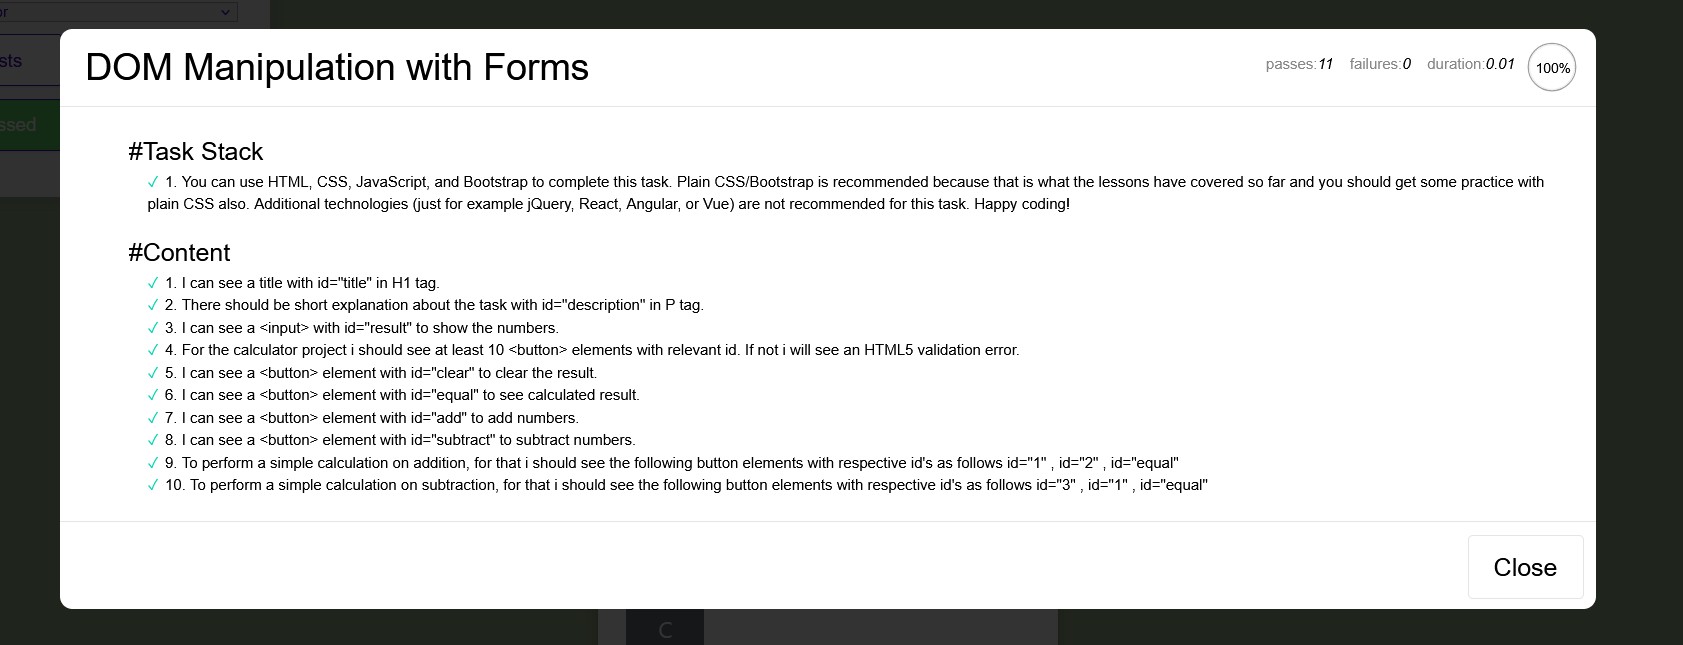 or
DOM Manipulation with Forms
passes:11 failures:0 duration:0.01 100%
sts
ssed
#Task Stack
✓ 1. You can use HTML, CSS, JavaScript, and Bootstrap to complete this task. Plain CSS/Bootstrap is recommended because that is what the lessons have covered so far and you should get some practice with
plain CSS also. Additional technologies (just for example jQuery, React, Angular, or Vue) are not recommended for this task. Happy coding!
#Content
✓ 1. I can see a title with id="title" in H1 tag.
✓ 2. There should be short explanation about the task with id="description" in P tag.
✓ 3. I can see a <input> with id="result" to show the numbers.
✓ 4. For the calculator project i should see at least 10 <button> elements with relevant id. If not i will see an HTML5 validation error.
✓ 5. I can see a <button> element with id="clear" to clear the result.
✓ 6. I can see a <button> element with id="equal" to see calculated result.
✓ 7. I can see a <button> element with id="add" to add numbers.
✓ 8. I can see a <button> element with id="subtract" to subtract numbers.
✓ 9. To perform a simple calculation on addition, for that i should see the following button elements with respective id's as follows id="1" , id="2" , id="equal"
✓ 10. To perform a simple calculation on subtraction, for that i should see the following button elements with respective id's as follows id="3" , id="1" , id="equal"
Close
C